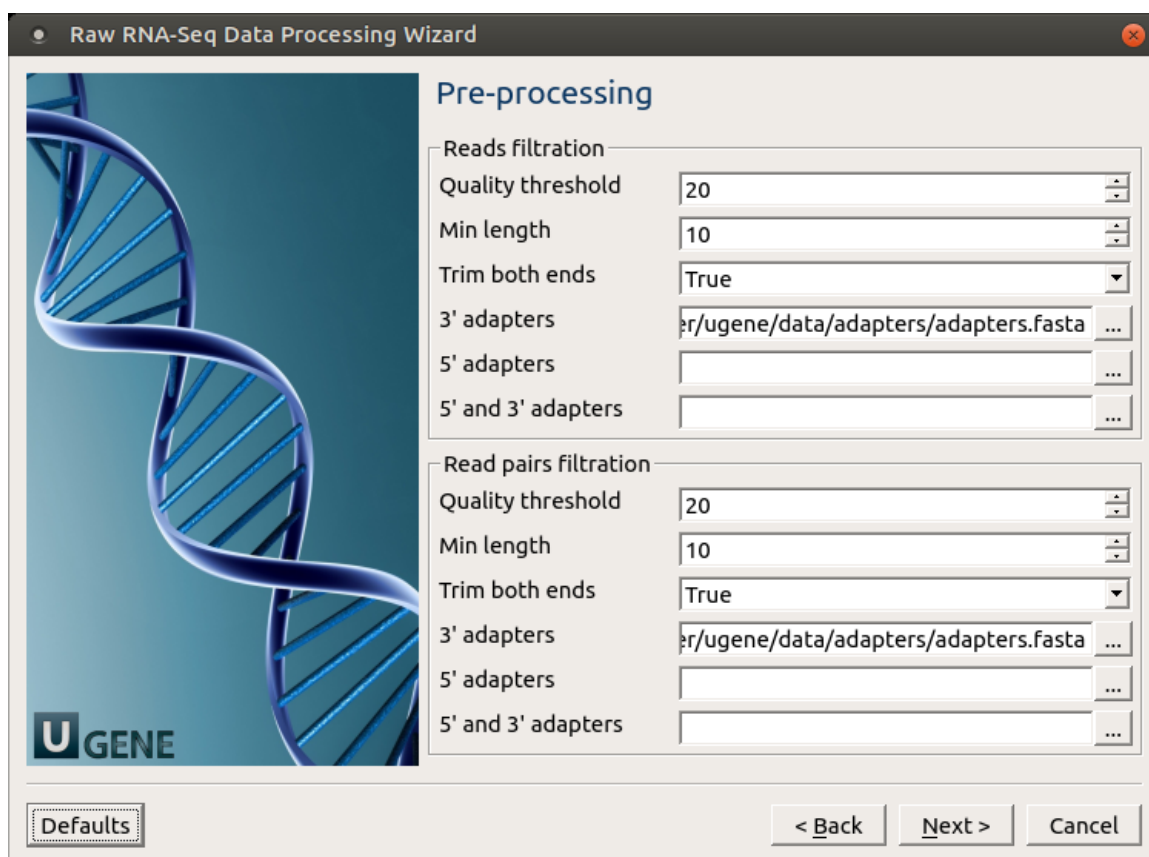 Raw RNA-Seq Data Processing Wizard
Pre-processing
Reads filtration
Quality threshold 20
Min length 10
Trim both ends True
3' adapters er/ugene/data/adapters/adapters.fasta ...
5' adapters ...
5' and 3' adapters ...
Read pairs filtration
Quality threshold 20
Min length 10
Trim both ends True
3' adapters er/ugene/data/adapters/adapters.fasta ...
5' adapters ...
5' and 3' adapters ...
U GENE
Defaults < Back Next > Cancel